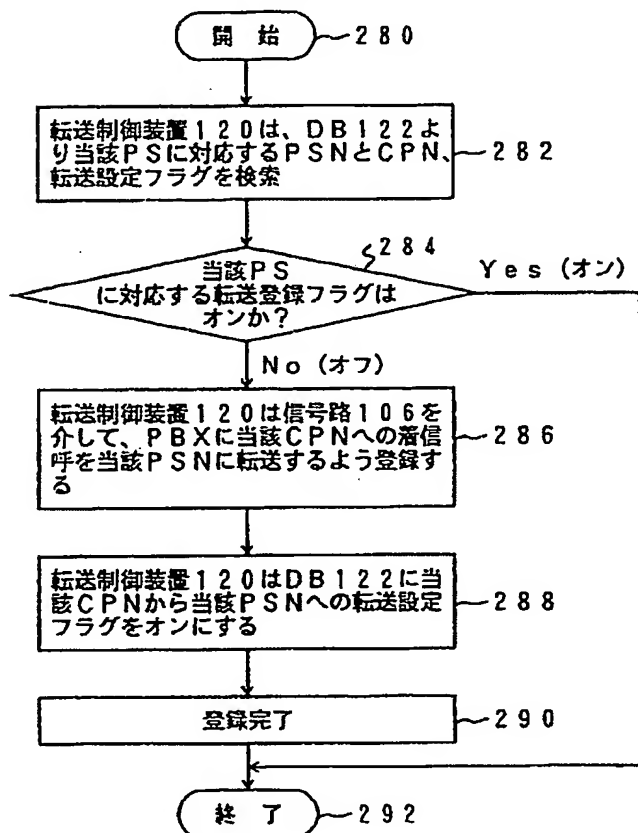 開 始
280
転送制御装置120は、DB122よ
り当該PSに対応するPSNとCPN、
転送設定フラグを検索
282
284
当該PS
に対応する転送登録フラグは
オンか？
Yes(オン)
No(オフ)
転送制御装置120は信号路106を
介して、PBXに当該CPNへの着信
呼を当該PSNに転送するよう登録す
る
286
転送制御装置120はDB122に当
該CPNから当該PSNへの転送設定
フラグをオンにする
288
登録完了
290
終 了
292